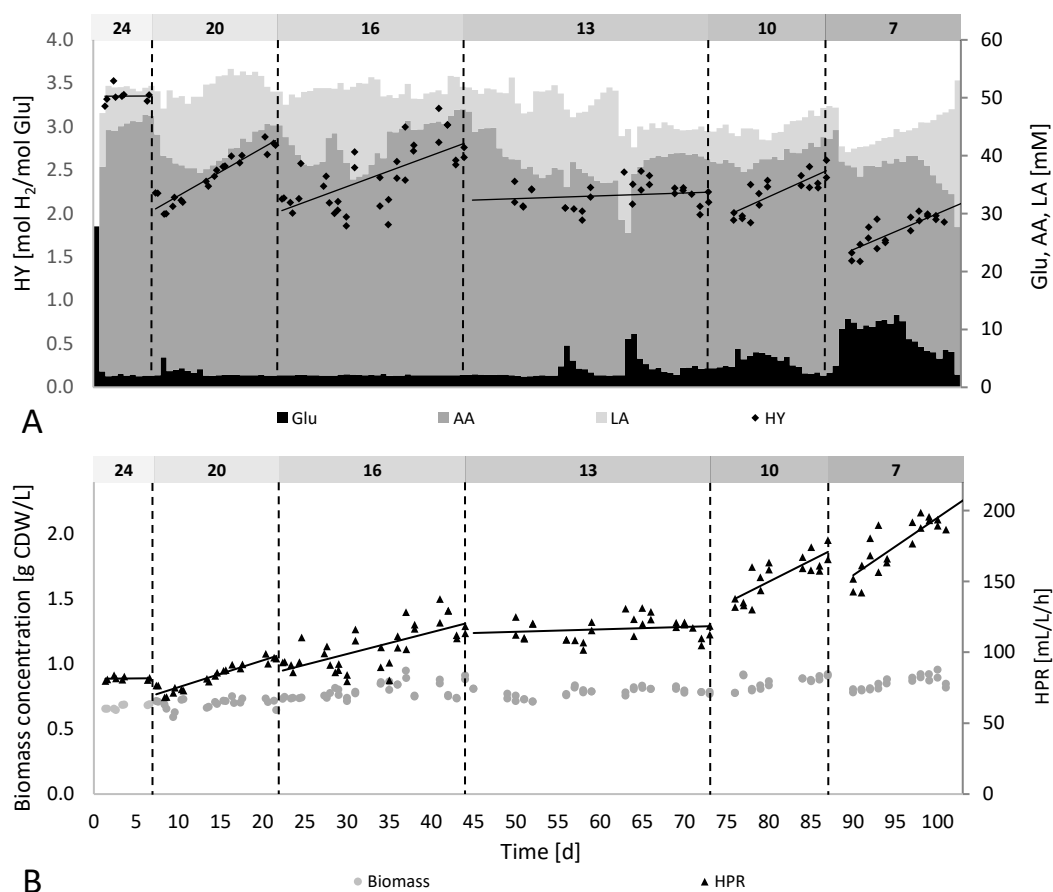 24 20 16 13 10 7
HY [mol H2/mol Glu]
4.0
3.5
3.0
2.5
2.0
1.5
1.0
0.5
0.0
60
50
40
30
20
10
0
Glu, AA, LA [mM]
A
Glu AA LA HY
24 20 16 13 10 7
Biomass concentration [g CDW/L]
2.0
1.5
1.0
0.5
0.0
200
150
100
50
0
HPR [mL/L/h]
0 5 10 20 25 30 35 40 45 50 55 60 65 70 75 80 85 90 95 100
Time [d]
B
Biomass HPR